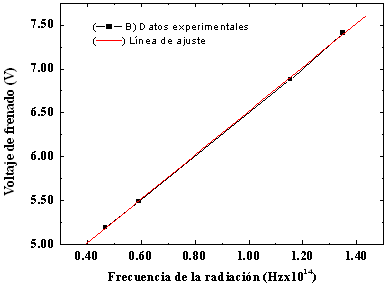 7.50
7.00
6.50
6.00
5.50
5.00
Voltaje de frenado (V)
(—■— B) Datos experimentales
(——) Línea de ajuste
0.40 0.60 0.80 1.00 1.20 1.40
Frecuencia de la radiación (Hzx10¹⁴)